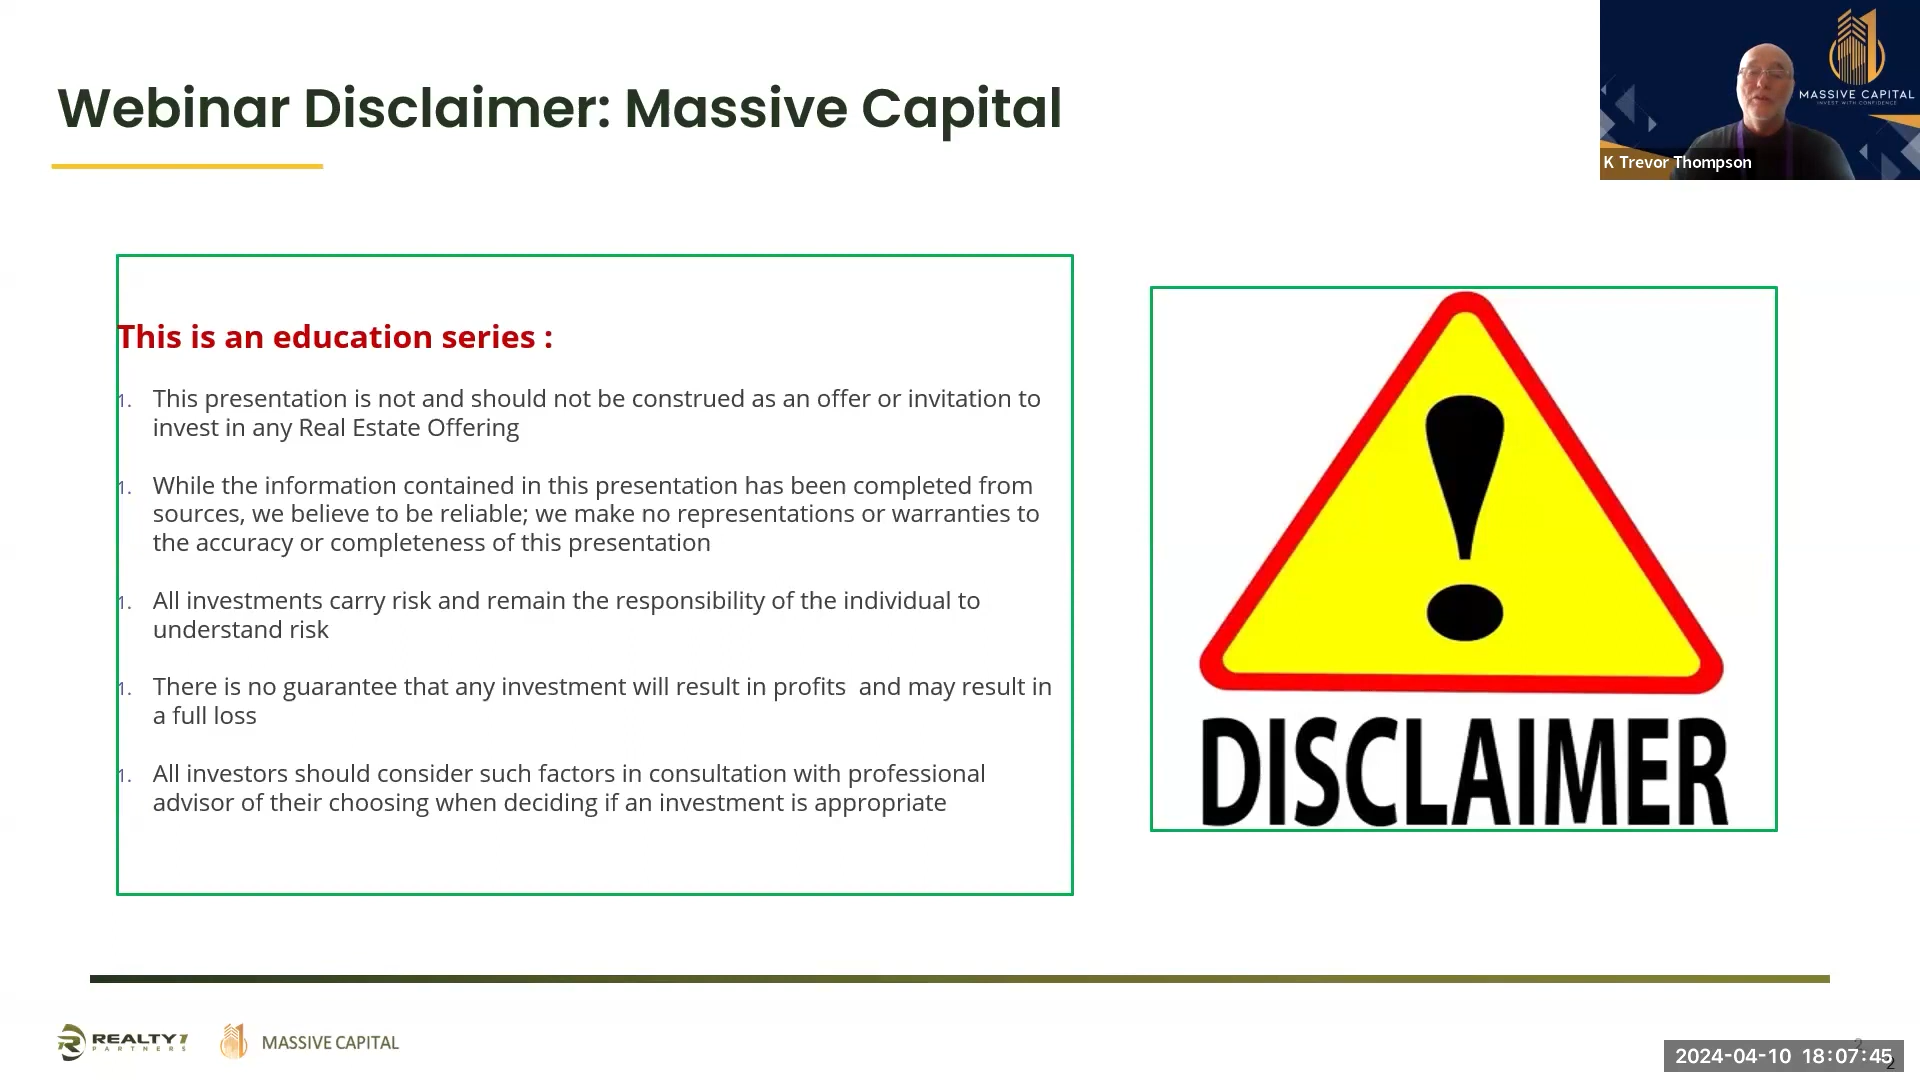 Webinar Disclaimer: Massive Capital
MASSIVE CAPITAL
INVEST WITH CONFIDENCE
K Trevor Thompson
This is an education series :
1. This presentation is not and should not be construed as an offer or invitation to
invest in any Real Estate Offering
1. While the information contained in this presentation has been completed from
sources, we believe to be reliable; we make no representations or warranties to
the accuracy or completeness of this presentation
1. All investments carry risk and remain the responsibility of the individual to
understand risk
1. There is no guarantee that any investment will result in profits  and may result in
a full loss
1. All investors should consider such factors in consultation with professional
advisor of their choosing when deciding if an investment is appropriate
DISCLAIMER
REALTY1
PARTNERS
MASSIVE CAPITAL
2
2024-04-10 18:07:45
2